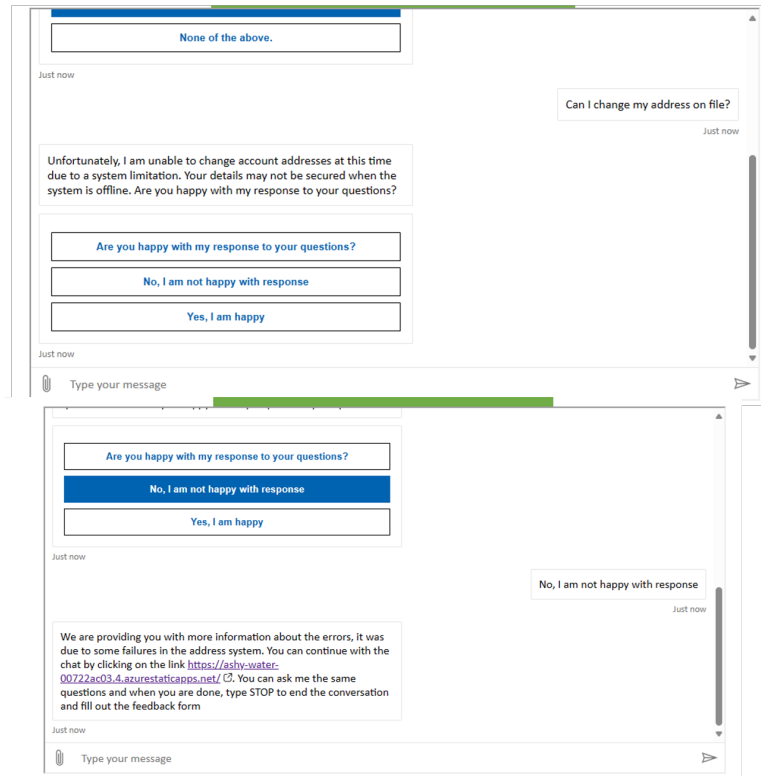 None of the above.
Just now
Can I change my address on file?
Just now
Unfortunately, I am unable to change account addresses at this time
due to a system limitation. Your details may not be secured when the
system is offline. Are you happy with my response to your questions?
Are you happy with my response to your questions?
No, I am not happy with response
Yes, I am happy
Just now
Type your message
Are you happy with my response to your questions?
No, I am not happy with response
Yes, I am happy
Just now
No, I am not happy with response
Just now
We are providing you with more information about the errors, it was
due to some failures in the address system. You can continue with the
chat by clicking on the link https://ashy-water-
00722ac03.4.azurestaticapps.net/. You can ask me the same
questions and when you are done, type STOP to end the conversation
and fill out the feedback form
Just now
Type your message